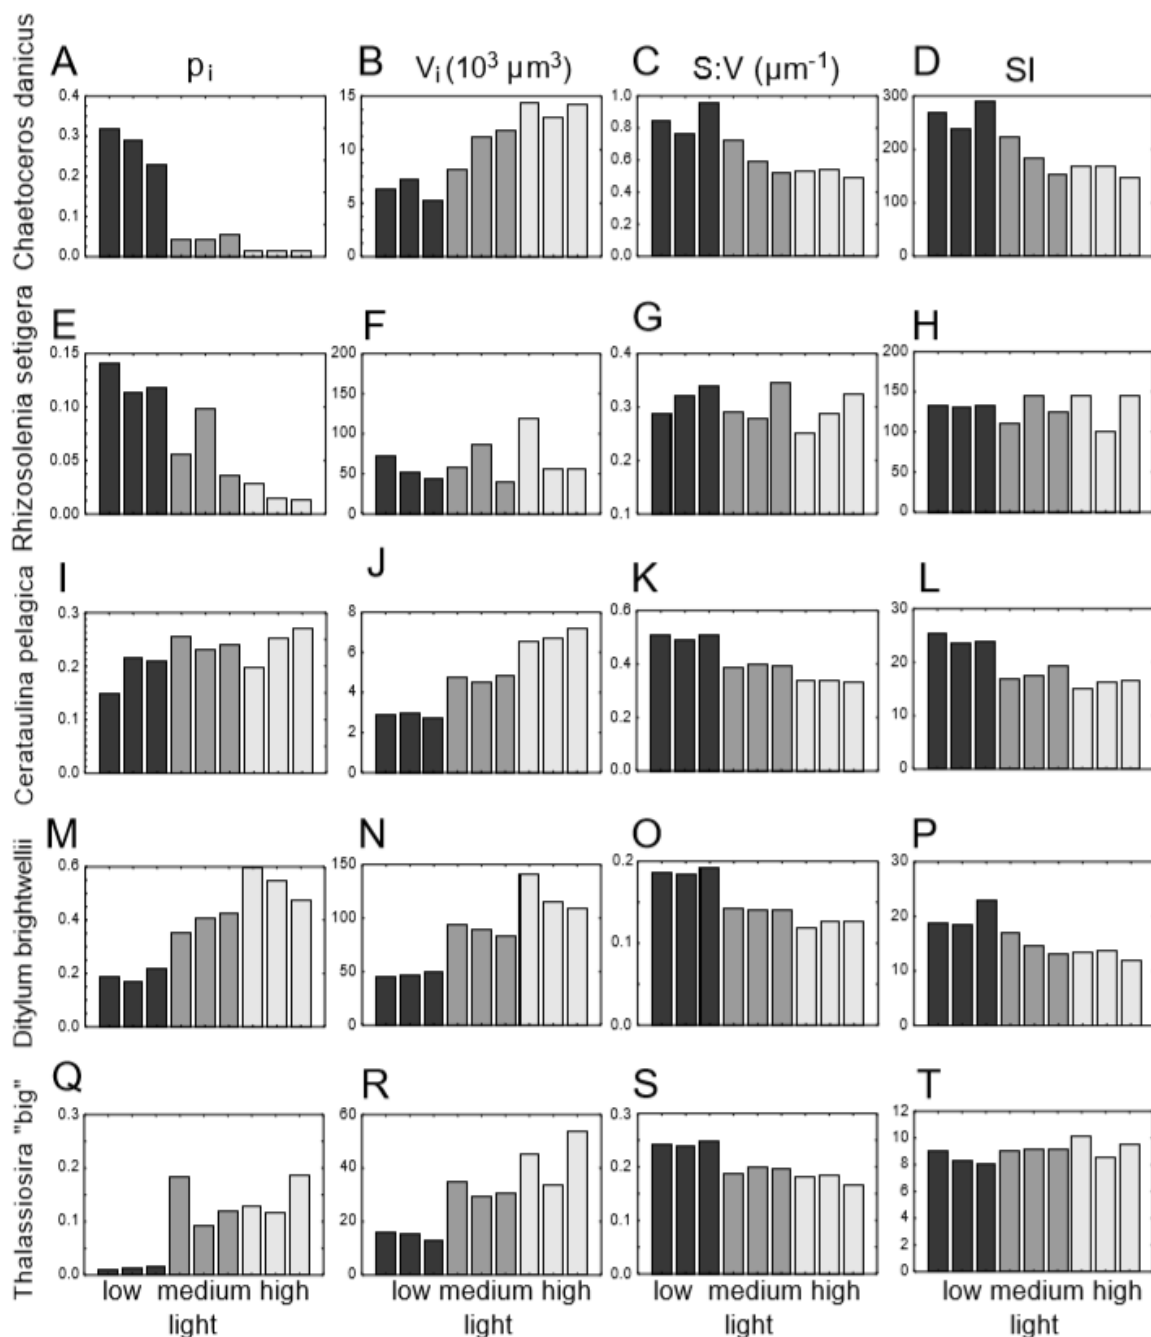 A p i
B V i (10³ µm³)
C S:V (µm⁻¹)
D SI
Chaetoceros danicus
0.4
0.3
0.2
0.1
0.0
15
10
5
0
1.0
0.8
0.6
0.4
0.2
0.0
300
200
100
0
E
F
G
H
Rhizosolenia setigera
0.15
0.10
0.05
0.00
200
150
100
50
0
0.4
0.3
0.2
0.1
200
150
100
50
0
I
J
K
L
Cerataulina pelagica
0.3
0.2
0.1
0.0
8
6
4
2
0
0.6
0.4
0.2
0.0
30
20
10
0
M
N
O
P
Ditylum brightwellii
0.6
0.4
0.2
0.0
150
100
50
0
0.2
0.1
0.0
30
20
10
0
Q
R
S
T
Thalassiosira "big"
0.3
0.2
0.1
0.0
60
40
20
0
0.3
0.2
0.1
0.0
12
10
8
6
4
2
0
low medium high
light
low medium high
light
low medium high
light
low medium high
light